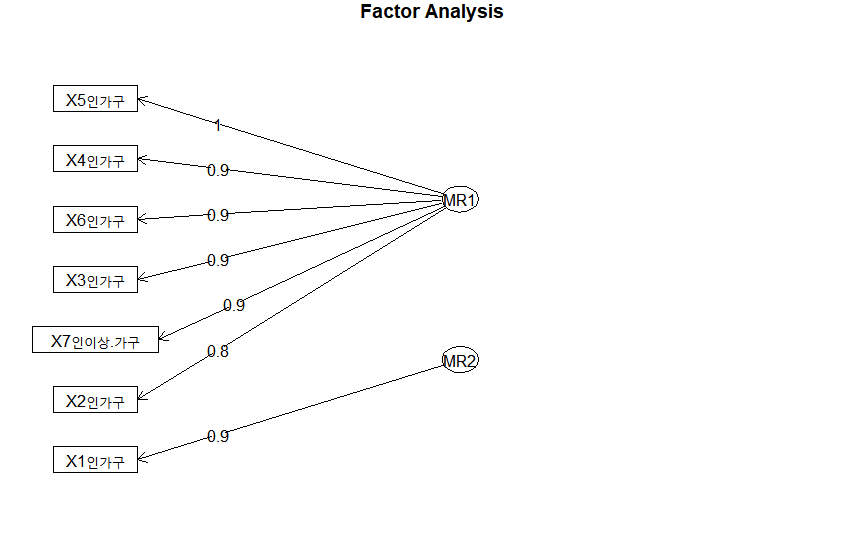 Factor Analysis
X5인가구
1
X4인가구
0.9
MR1
X6인가구
0.9
X3인가구
0.9
0.9
X7인이상.가구
0.8
MR2
X2인가구
0.9
X1인가구